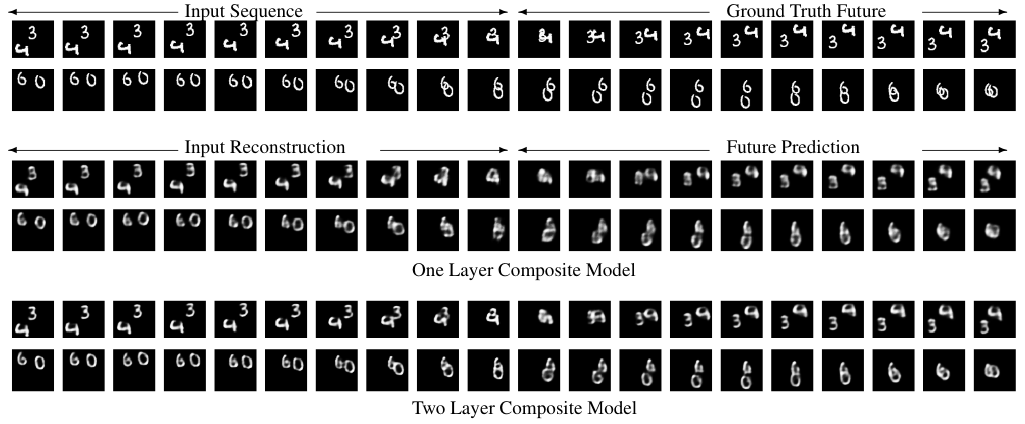 Input Sequence Ground Truth Future
Input Reconstruction Future Prediction
One Layer Composite Model
Two Layer Composite Model